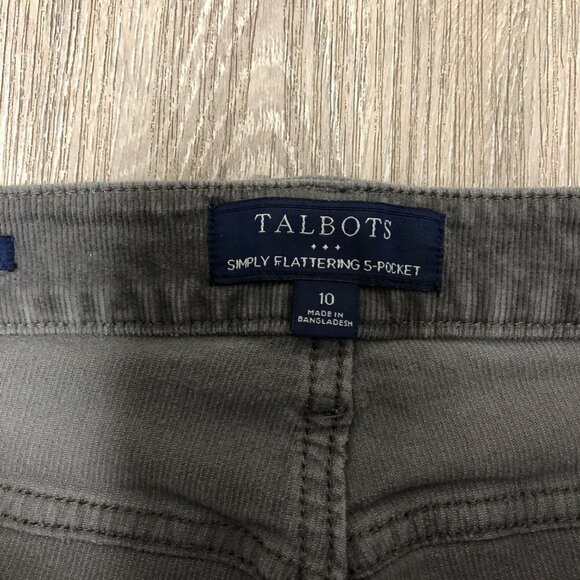 TALBOTS
SIMPLY FLATTERING 5-POCKET
10
MADE IN
BANGLADESH